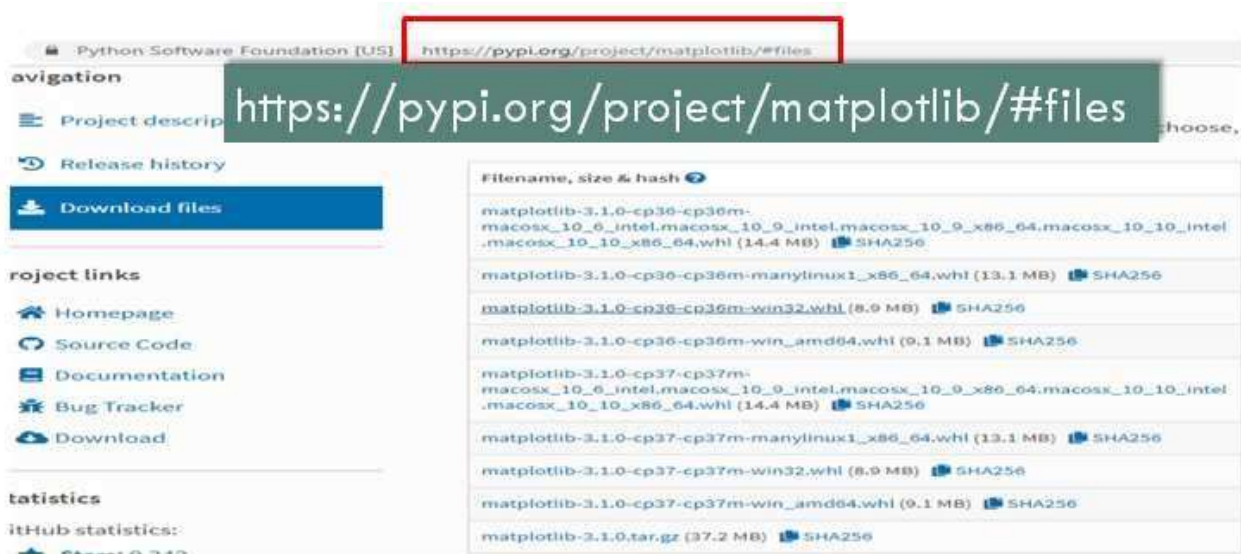 Python Software Foundation [US]
https://pypi.org/project/matplotlib/#files
https://pypi.org/project/matplotlib/#files
avigation
Project descrip
Release history
Download files
roject links
Homepage
Source Code
Documentation
Bug Tracker
Download
tatistics
itHub statistics:
hoose,
Filename, size & hash
matplotlib-3.1.0-cp36-cp36m-
macosx_10_6_intel.macosx_10_9_intel.macosx_10_9_x86_64.macosx_10_10_intel
.macosx_10_10_x86_64.whl (14.4 MB) SHA256
matplotlib-3.1.0-cp36-cp36m-manylinux1_x86_64.whl (13.1 MB) SHA256
matplotlib-3.1.0-cp36-cp36m-win32.whl (8.9 MB) SHA256
matplotlib-3.1.0-cp36-cp36m-win_amd64.whl (9.1 MB) SHA256
matplotlib-3.1.0-cp37-cp37m-
macosx_10_6_intel.macosx_10_9_intel.macosx_10_9_x86_64.macosx_10_10_intel
.macosx_10_10_x86_64.whl (14.4 MB) SHA256
matplotlib-3.1.0-cp37-cp37m-manylinux1_x86_64.whl (13.1 MB) SHA256
matplotlib-3.1.0-cp37-cp37m-win32.whl (8.9 MB) SHA256
matplotlib-3.1.0-cp37-cp37m-win_amd64.whl (9.1 MB) SHA256
matplotlib-3.1.0.tar.gz (37.2 MB) SHA256